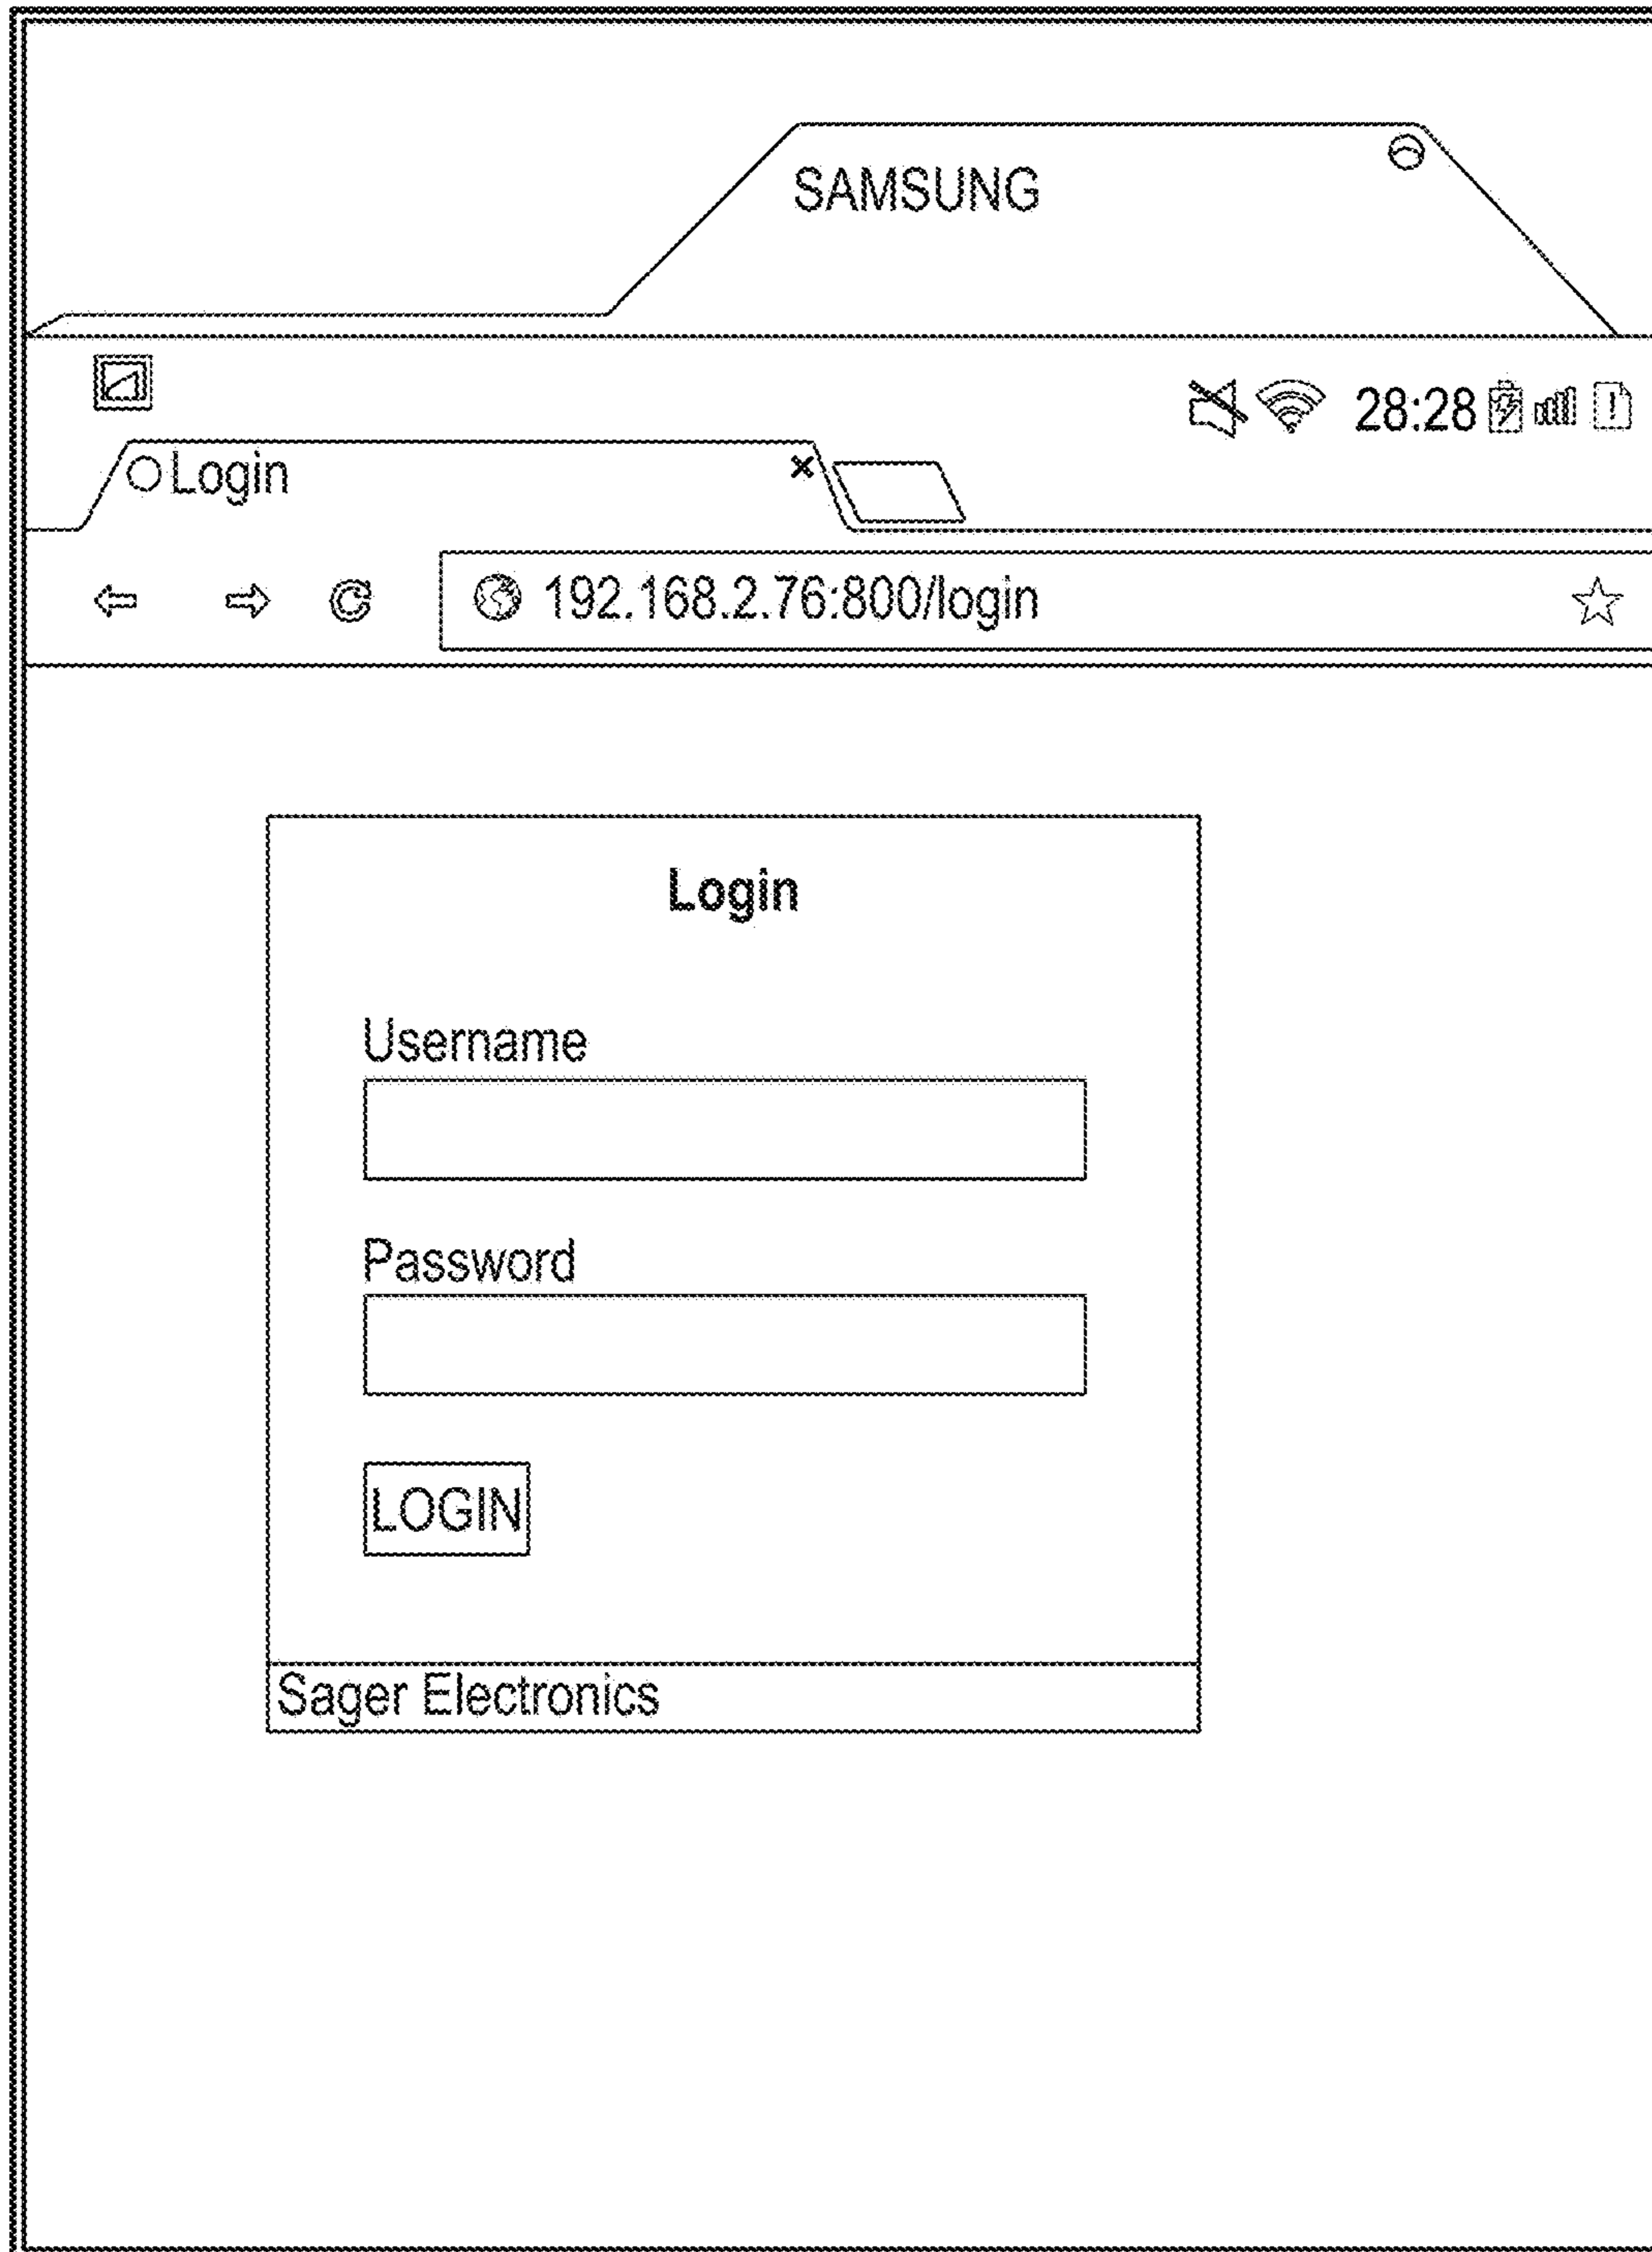 SAMSUNG
28:28
Login
192.168.2.76:800/login
Login
Username
Password
LOGIN
Sager Electronics